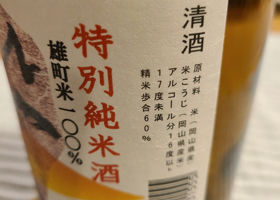 清酒
原材料 米(岡山県産
米こうじ(岡山県産米)
アルコール分16度以上
17度未満
精米歩合60%
特別純米酒
雄町米一〇〇%